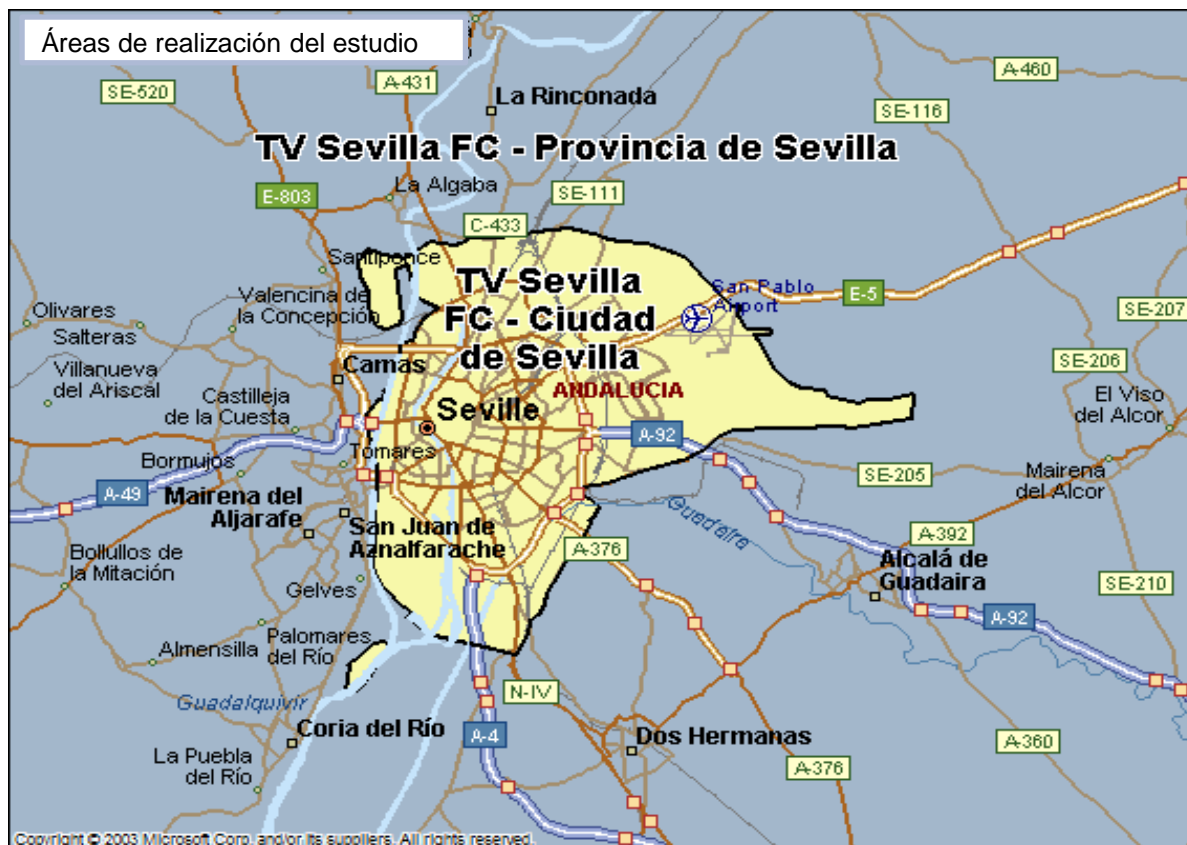 Áreas de realización del estudio
A-431
A-460
SE-520
La Rinconada
SE-116
TV Sevilla FC - Provincia de Sevilla
La Algaba
E-803
SE-111
C-433
Santiponce
TV Sevilla
FC - Ciudad
de Sevilla
San Pablo
Airport
E-5
Valencina de
la Concepción
Olivares
Salteras
SE-207
Villanueva
del Ariscal
Camas
SE-206
ANDALUCIA
Castilleja
de la Cuesta
Seville
El Viso
del Alcor
A-92
Tomares
Bormujos
SE-205
Mairena
del Alcor
A-49
Mairena del
Aljarafe
San Juan de
Aznalfarache
Guadaira
A-392
A-376
Bollullos de
la Mitación
Alcalá de
Guadaira
Gelves
SE-210
A-92
Palomares
del Río
Almensilla
Guadalquivir
N-IV
Coria del Río
A-4
Dos Hermanas
A-360
La Puebla
del Río
A-376
Copyright © 2003 Microsoft Corp. and/or its suppliers. All rights reserved.